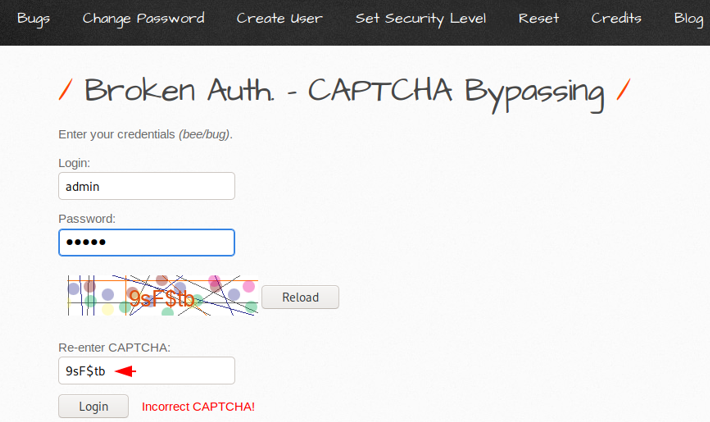 Bugs Change Password Create User Set Security Level Reset Credits Blog
/ Broken Auth. - CAPTCHA Bypassing /
Enter your credentials (bee/bug).
Login:
admin
Password:
●●●●●
9sF$tb Reload
Re-enter CAPTCHA:
9sF$tb
Login Incorrect CAPTCHA!